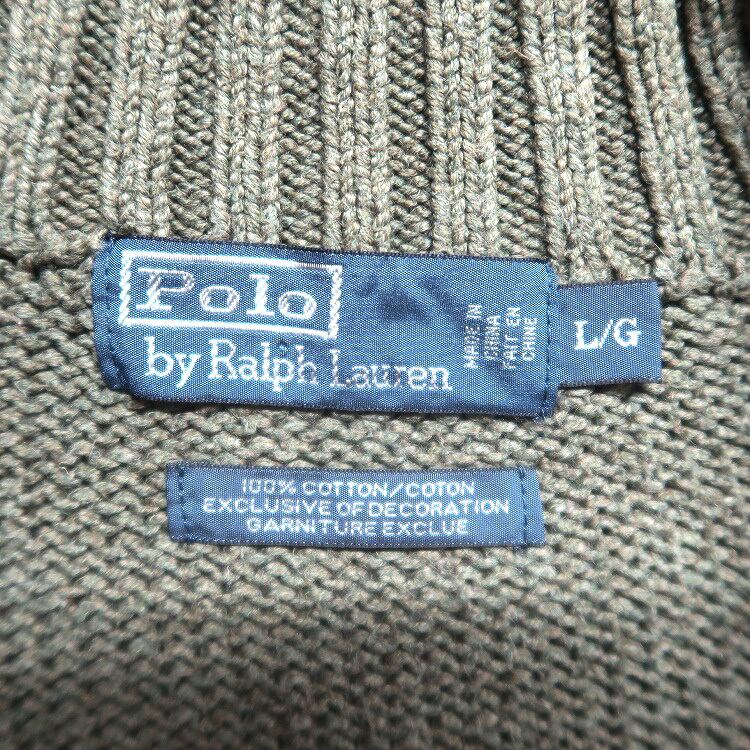 Polo
by Ralph Lauren
MADE IN
CHINA
FAIT EN
CHINE
L/G
100% COTTON/COTON
EXCLUSIVE OF DECORATION
GARNITURE EXCLUE